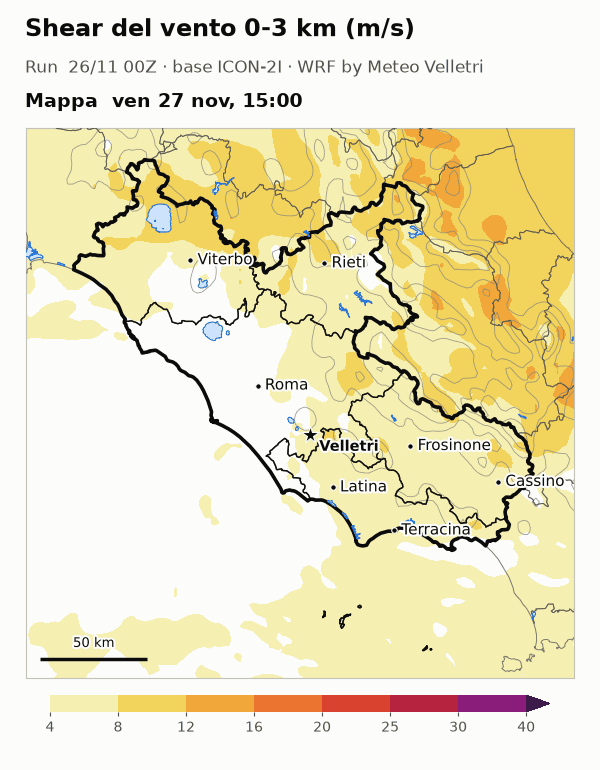 Shear del vento 0-3 km (m/s)
Run  26/11 00Z · base ICON-2I · WRF by Meteo Velletri
Mappa  ven 27 nov, 15:00
Viterbo
Rieti
Roma
Velletri
Frosinone
Cassino
Latina
Terracina
50 km
4 8 12 16 20 25 30 40